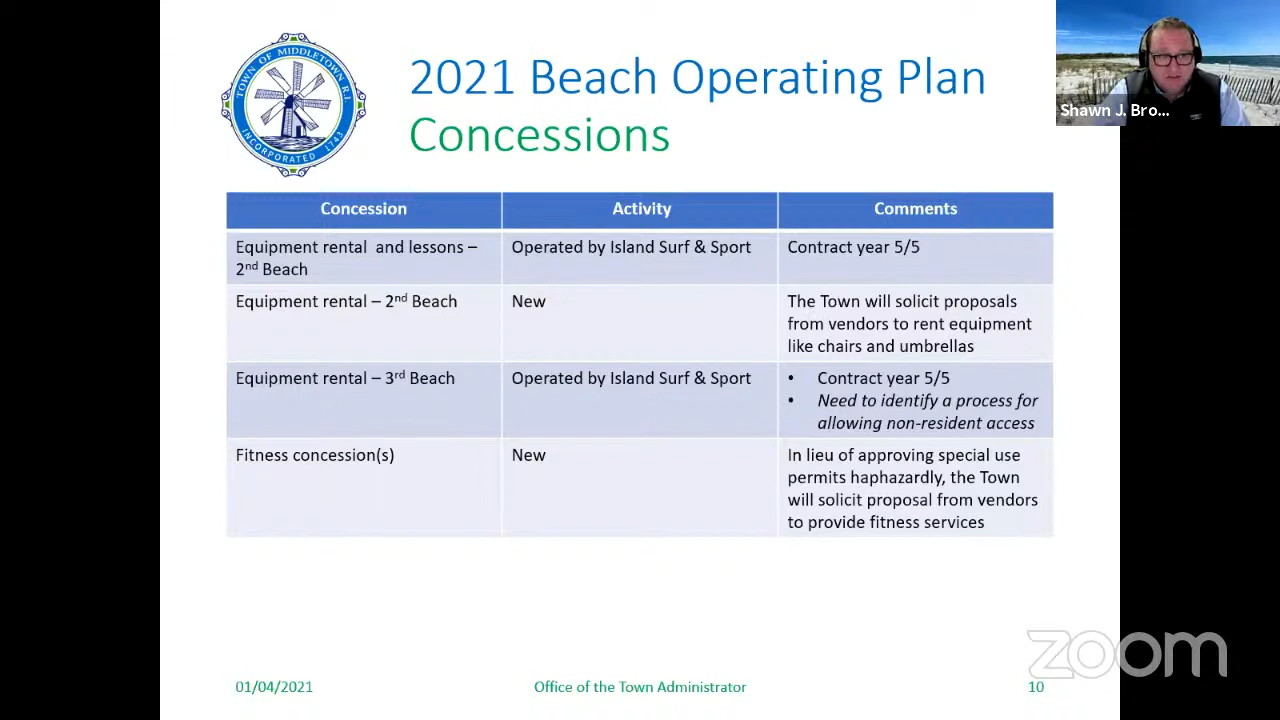 TOWN OF MIDDLETOWN R.I.
INCORPORATED 1743
2021 Beach Operating Plan
Concessions
Shawn J. Bro...
Concession Activity Comments
Equipment rental and lessons –
2nd Beach
Operated by Island Surf & Sport
Contract year 5/5
Equipment rental – 2nd Beach
New
The Town will solicit proposals
from vendors to rent equipment
like chairs and umbrellas
Equipment rental – 3rd Beach
Operated by Island Surf & Sport
• Contract year 5/5
• Need to identify a process for
allowing non-resident access
Fitness concession(s)
New
In lieu of approving special use
permits haphazardly, the Town
will solicit proposal from vendors
to provide fitness services
zoom
01/04/2021 Office of the Town Administrator 10